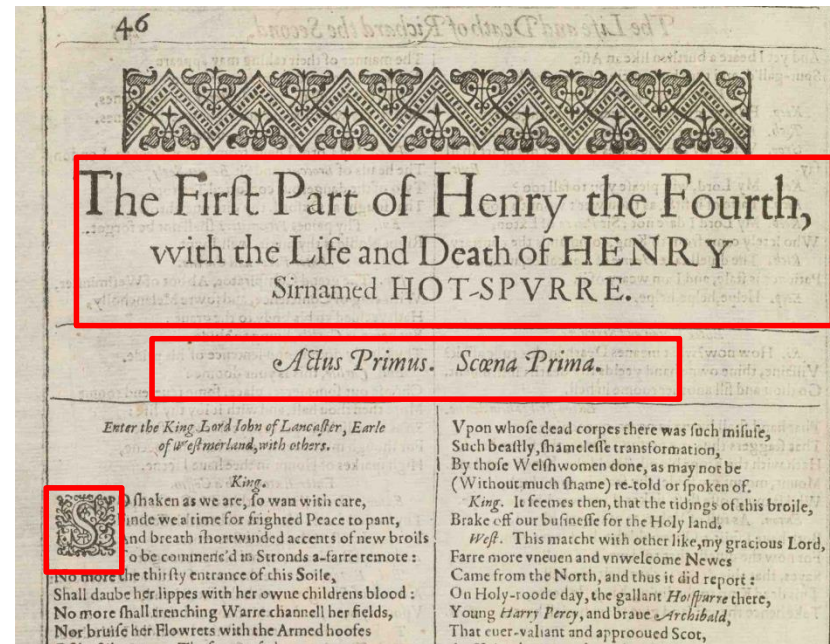 46
The Firſt Part of Henry the Fourth,
with the Life and Death of HENRY
Sirnamed HOT-SPVRRE.
Actus Primus. Scœna Prima.
Enter the King, Lord Iohn of Lancaſter, Earle
of Weſtmerland, with others.
King.
SO ſhaken as we are, ſo wan with care,
Finde we a time for frighted Peace to pant,
And breath ſhortwinded accents of new broils
To be commenc'd in Stronds a-farre remote :
No more the thirſty entrance of this Soile,
Shall daube her lippes with her owne childrens blood :
No more ſhall trenching Warre channell her fields,
Nor bruiſe her Flowrets with the Armed hoofes
Vpon whoſe dead corpes there was ſuch miſuſe,
Such beaſtly, ſhameleſſe transformation,
By thoſe Welſhwomen done, as may not be
(Without much ſhame) re-told or ſpoken of.
King. It ſeemes then, that the tidings of this broile,
Brake off our buſineſſe for the Holy land.
Weſt. This matcht with other like, my gracious Lord,
Farre more vneuen and vnwelcome Newes
Came from the North, and thus it did report :
On Holy-roode day, the gallant Hotſpurre there,
Young Harry Percy, and braue Archibald,
That euer-valiant and approoued Scot,